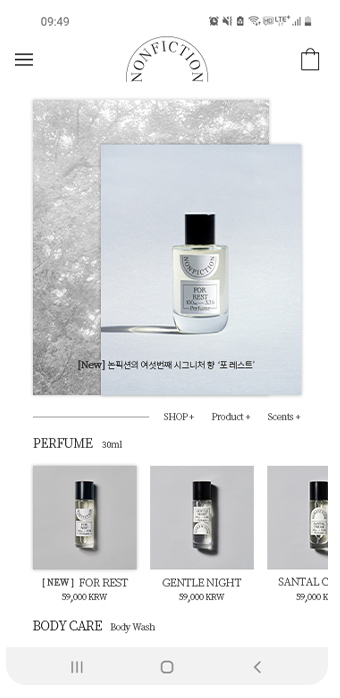 09:49
LTE+
NONFICTION
NONFICTION
FOR
REST
Perfume
[New] 논픽션의 여섯번째 시그니처 향 '포 레스트'
SHOP + Product + Scents +
PERFUME 30ml
[ NEW ] FOR REST GENTLE NIGHT SANTAL C
59,000 KRW 59,000 KRW 59,000 K
BODY CARE Body Wash